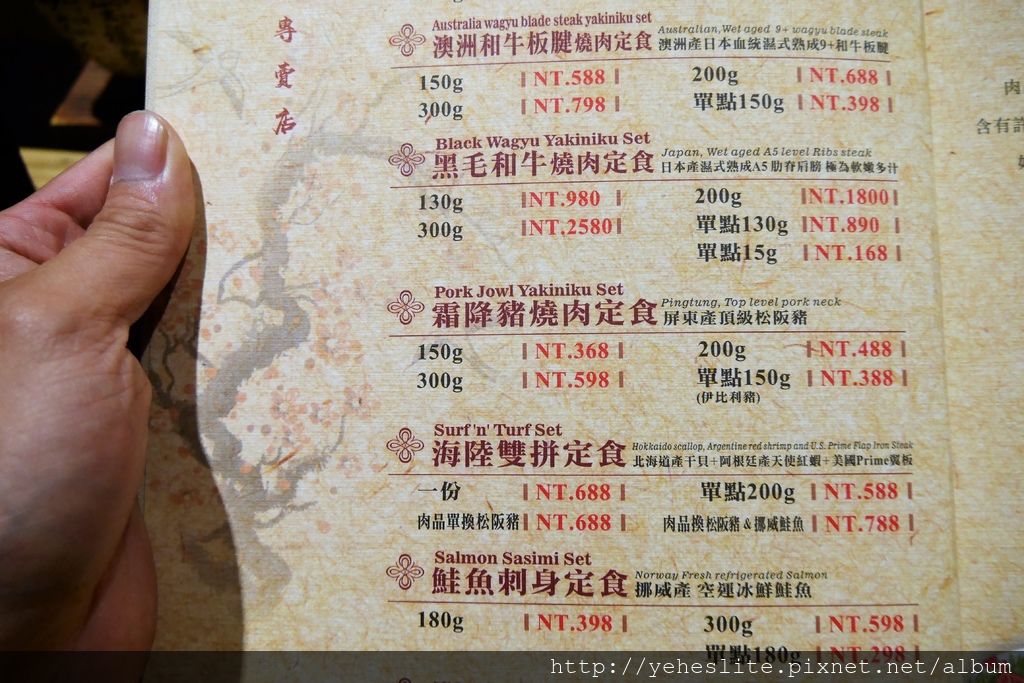 專
賣
店
Australia wagyu blade steak yakiniku set
澳洲和牛板腱燒肉定食
Australian,Wet aged 9+ wagyu blade steak
澳洲產日本血統濕式熟成9+和牛板腱
150g NT.588 200g NT.688
300g NT.798 單點150g NT.398
Black Wagyu Yakiniku Set
黑毛和牛燒肉定食
Japan, Wet aged A5 level Ribs steak
日本產濕式熟成A5 肋脊肩膀 極為軟嫩多汁
130g NT.980 200g NT.1800
300g NT.2580 單點130g NT.890
單點15g NT.168
Pork Jowl Yakiniku Set
霜降豬燒肉定食
Pingtung, Top level pork neck
屏東產頂級松阪豬
150g NT.368 200g NT.488
300g NT.598 單點150g NT.388
(伊比利豬)
Surf'n' Turf Set
海陸雙拼定食
Hokkaido scallop, Argentine red shrimp and U.S. Prime Flap Iron Steak
北海道產干貝+阿根廷產天使紅蝦+美國Prime翼板
一份 NT.688 單點200g NT.588
肉品單換松阪豬 NT.688 肉品換松阪豬 & 挪威鮭魚 NT.788
Salmon Sasimi Set
鮭魚刺身定食
Norway Fresh refrigerated Salmon
挪威產 空運冰鮮鮭魚
180g NT.398 300g NT.598
單點180g NT.298
肉
含有
http://yeheslite.pixnet.net/album